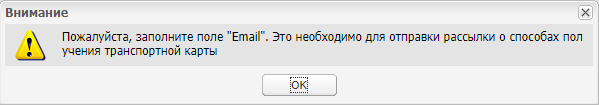 Внимание
Пожалуйста, заполните поле "Email". Это необходимо для отправки рассылки о способах пол
учения транспортной карты
OK